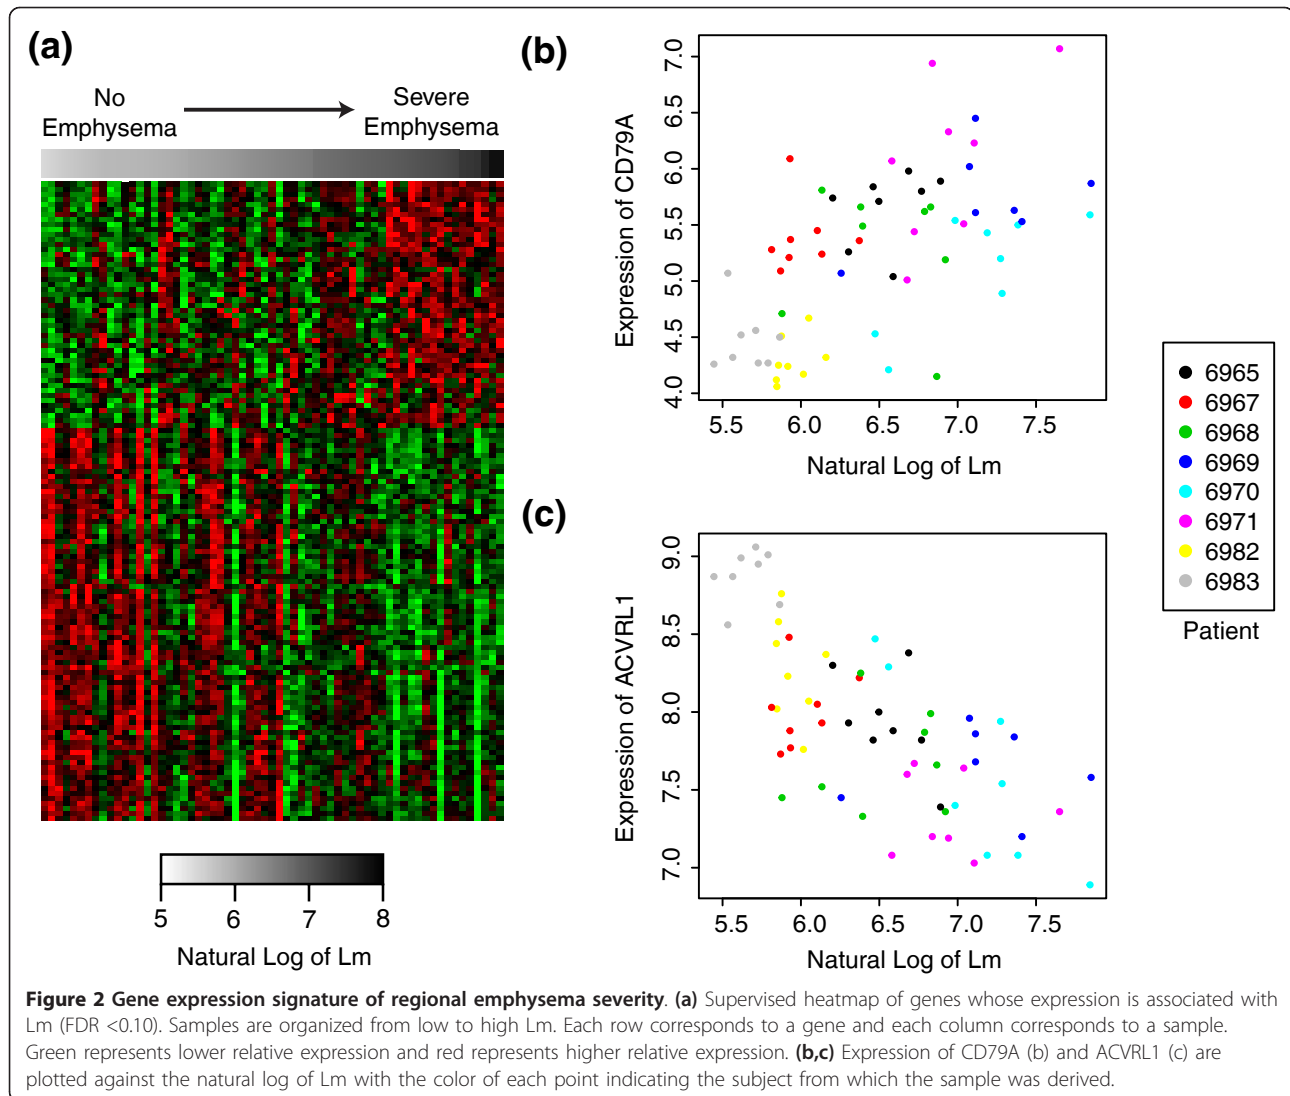 (a)
No
Emphysema
Severe
Emphysema
5 6 7 8
Natural Log of Lm
(b)
Expression of CD79A
4.0 4.5 5.0 5.5 6.0 6.5 7.0
5.5 6.0 6.5 7.0 7.5
Natural Log of Lm
(c)
Expression of ACVRL1
7.0 7.5 8.0 8.5 9.0
5.5 6.0 6.5 7.0 7.5
Natural Log of Lm
6965
6967
6968
6969
6970
6971
6982
6983
Patient
Figure 2 Gene expression signature of regional emphysema severity. (a) Supervised heatmap of genes whose expression is associated with
Lm (FDR <0.10). Samples are organized from low to high Lm. Each row corresponds to a gene and each column corresponds to a sample.
Green represents lower relative expression and red represents higher relative expression. (b,c) Expression of CD79A (b) and ACVRL1 (c) are
plotted against the natural log of Lm with the color of each point indicating the subject from which the sample was derived.